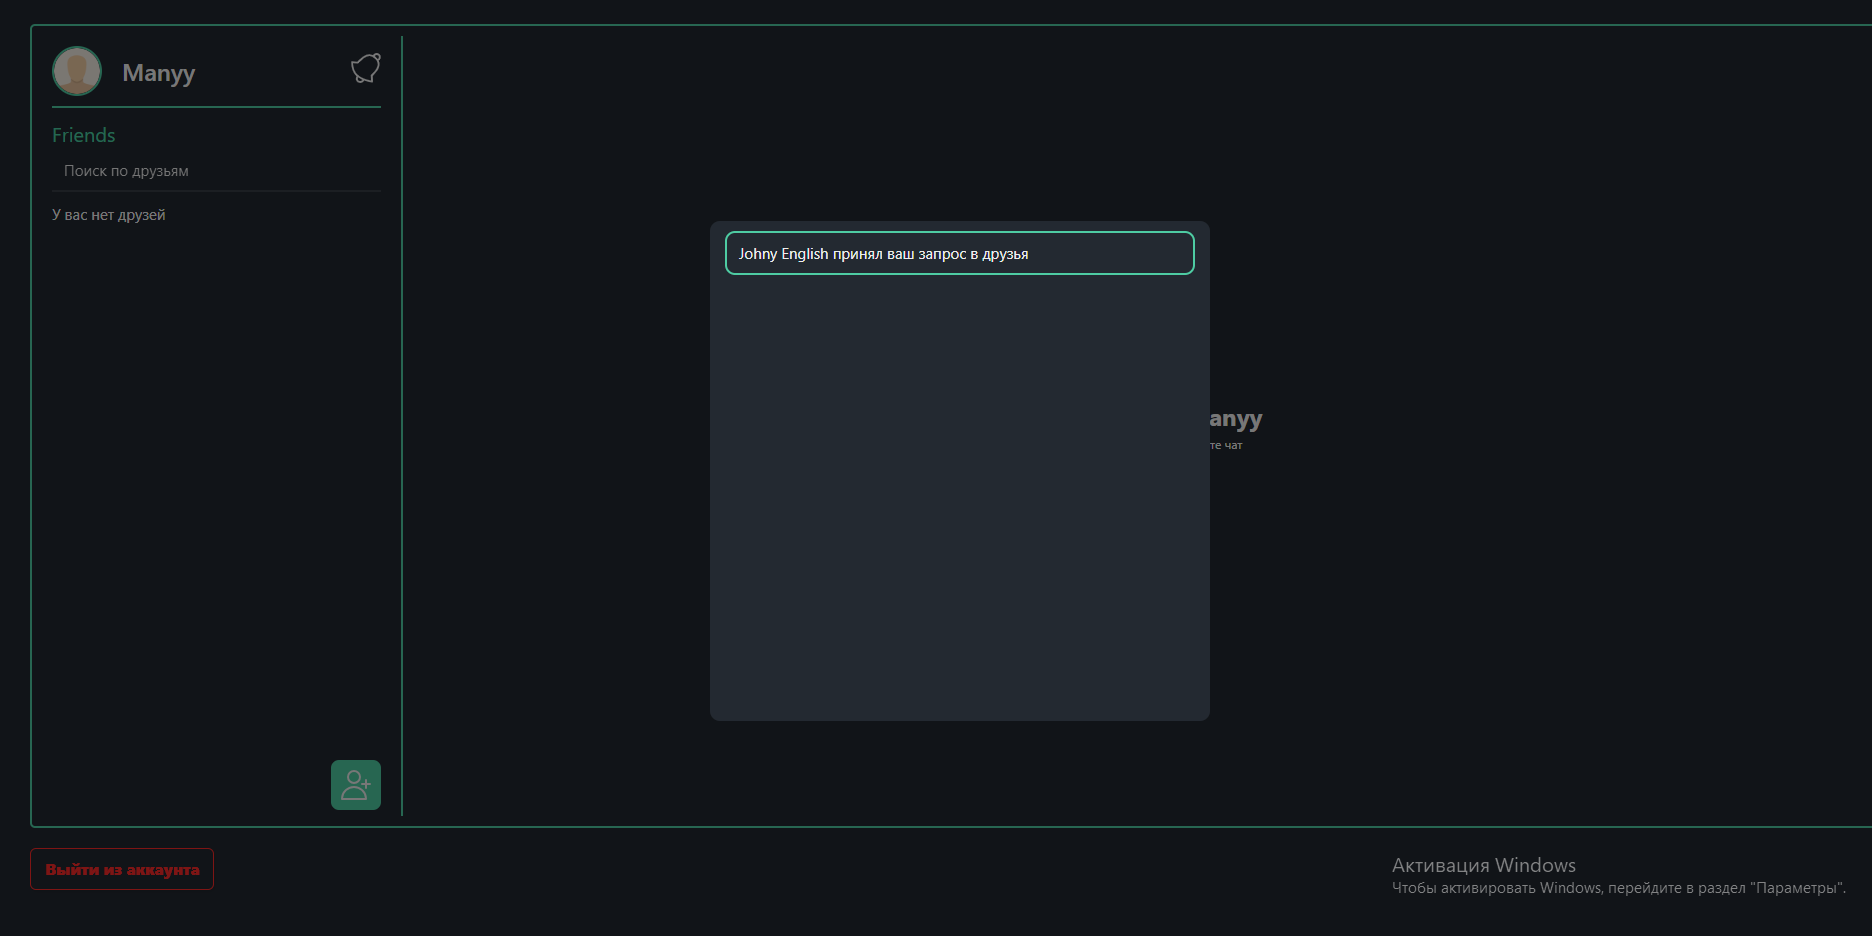 Manyy
Friends
Поиск по друзьям
У вас нет друзей
Johny English принял ваш запрос в друзья
anyy
те чат
Выйти из аккаунта
Активация Windows
Чтобы активировать Windows, перейдите в раздел "Параметры".